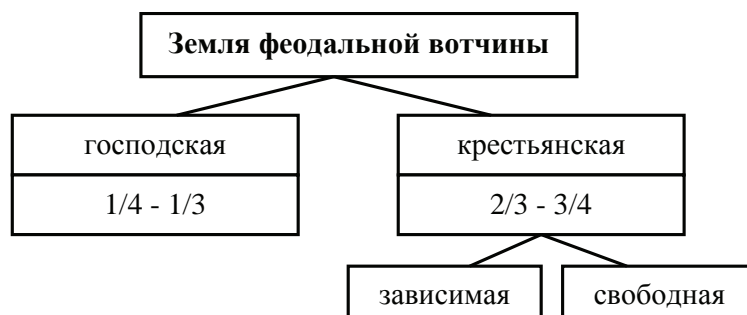 Земля феодальной вотчины
господская
крестьянская
1/4 - 1/3
2/3 - 3/4
зависимая
свободная